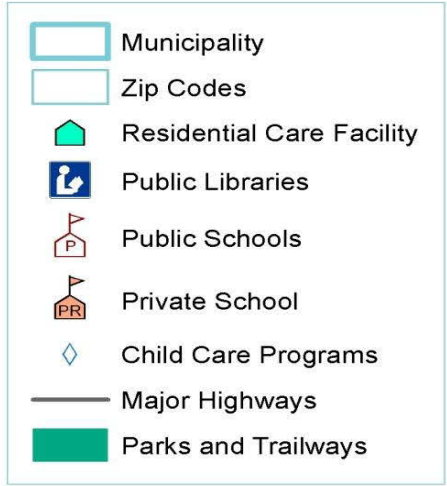 Municipality
Zip Codes
Residential Care Facility
Public Libraries
P Public Schools
PR Private School
Child Care Programs
Major Highways
Parks and Trailways